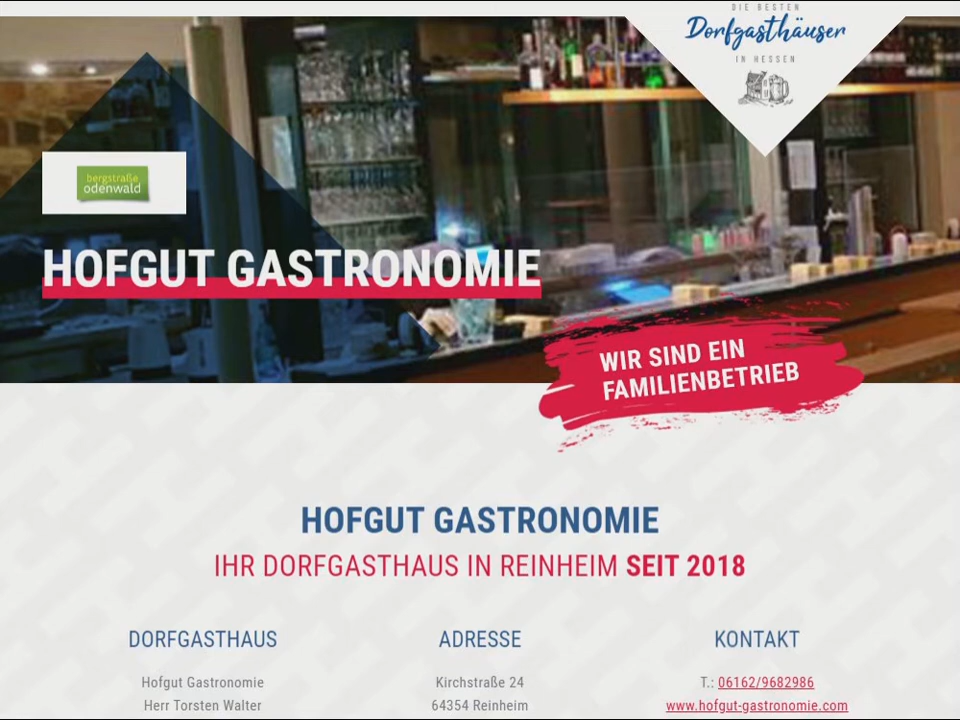 DIE BESTEN
Dorfgasthäuser
IN HESSEN
bergstraße
odenwald
HOFGUT GASTRONOMIE
WIR SIND EIN
FAMILIENBETRIEB
HOFGUT GASTRONOMIE
IHR DORFGASTHAUS IN REINHEIM SEIT 2018
DORFGASTHAUS
Hofgut Gastronomie
Herr Torsten Walter
ADRESSE
Kirchstraße 24
64354 Reinheim
KONTAKT
T.: 06162/9682986
www.hofgut-gastronomie.com